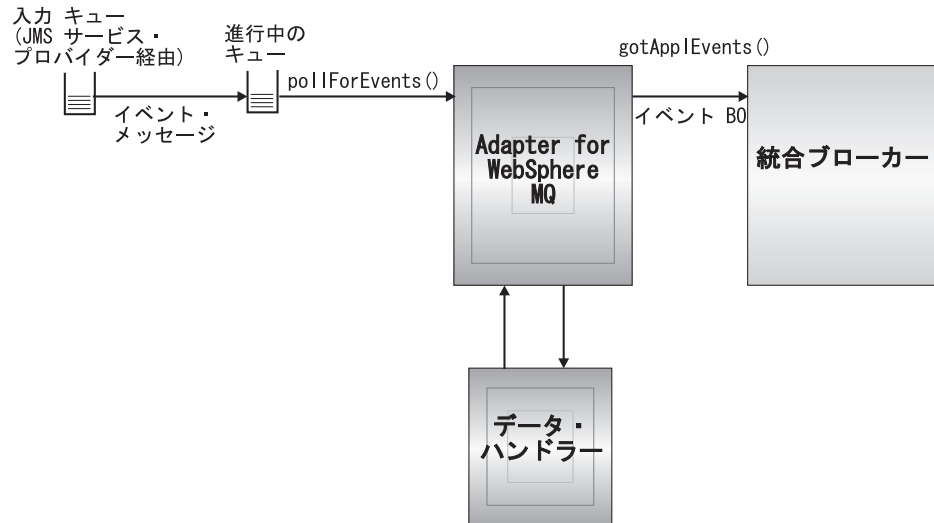 入力 キュー
(JMS サービス・
プロバイダー経由)
進行中の
キュー
pollForEvents()
イベント・
メッセージ
gotApplEvents()
イベント BO
Adapter for
WebSphere
MQ
統合ブローカー
データ・
ハンドラー